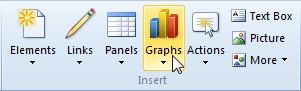 Elements
Links
Panels
Graphs
Actions
Text Box
Picture
More
Insert